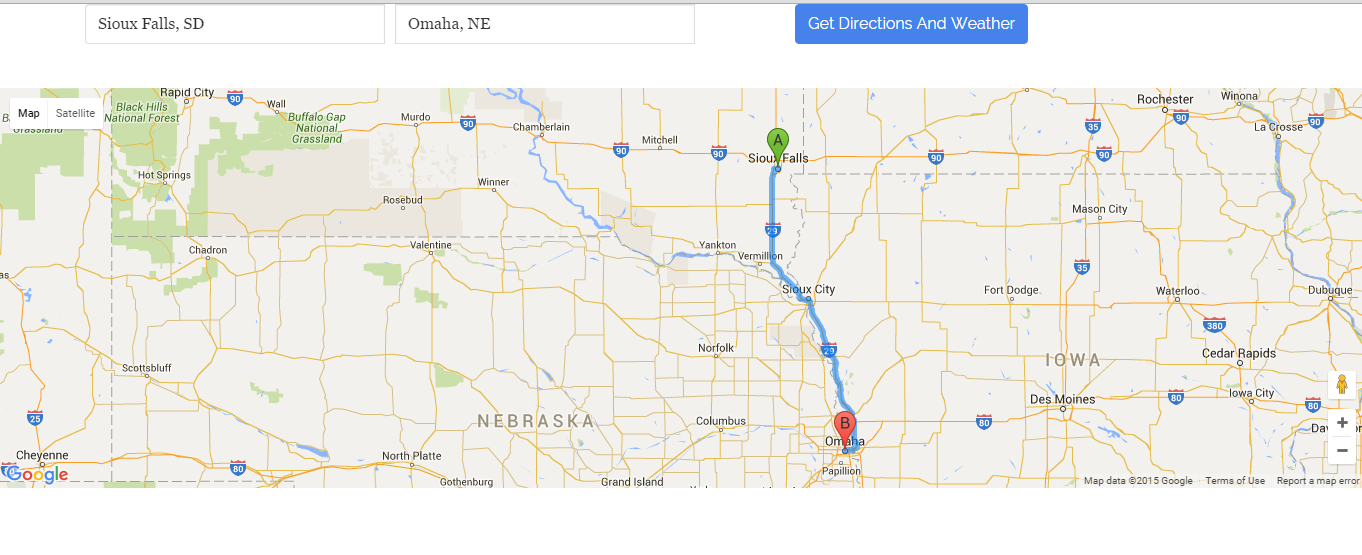 Sioux Falls, SD
Omaha, NE
Get Directions And Weather
Map
Satellite
Rapid City
90
Wall
Black Hills
National Forest
Buffalo Gap
National
Grassland
Grassland
Murdo
90
Chamberlain
Mitchell
90
90
A
Sioux Falls
90
35
90
Rochester
90
Winona
La Crosse
90
Hot Springs
Winner
Rosebud
Mason City
29
Chadron
Valentine
Yankton
Vermillion
35
as
Sioux City
Fort Dodge
Waterloo
Dubuque
380
Norfolk
29
IOWA
Cedar Rapids
Scottsbluff
Iowa City
Des Moines
80
80
80
25
NEBRASKA
Columbus
B
Omaha
Cheyenne
80
North Platte
Papillion
Google
Gothenburg
Grand Island
Map data ©2015 Google
Terms of Use
Report a map error